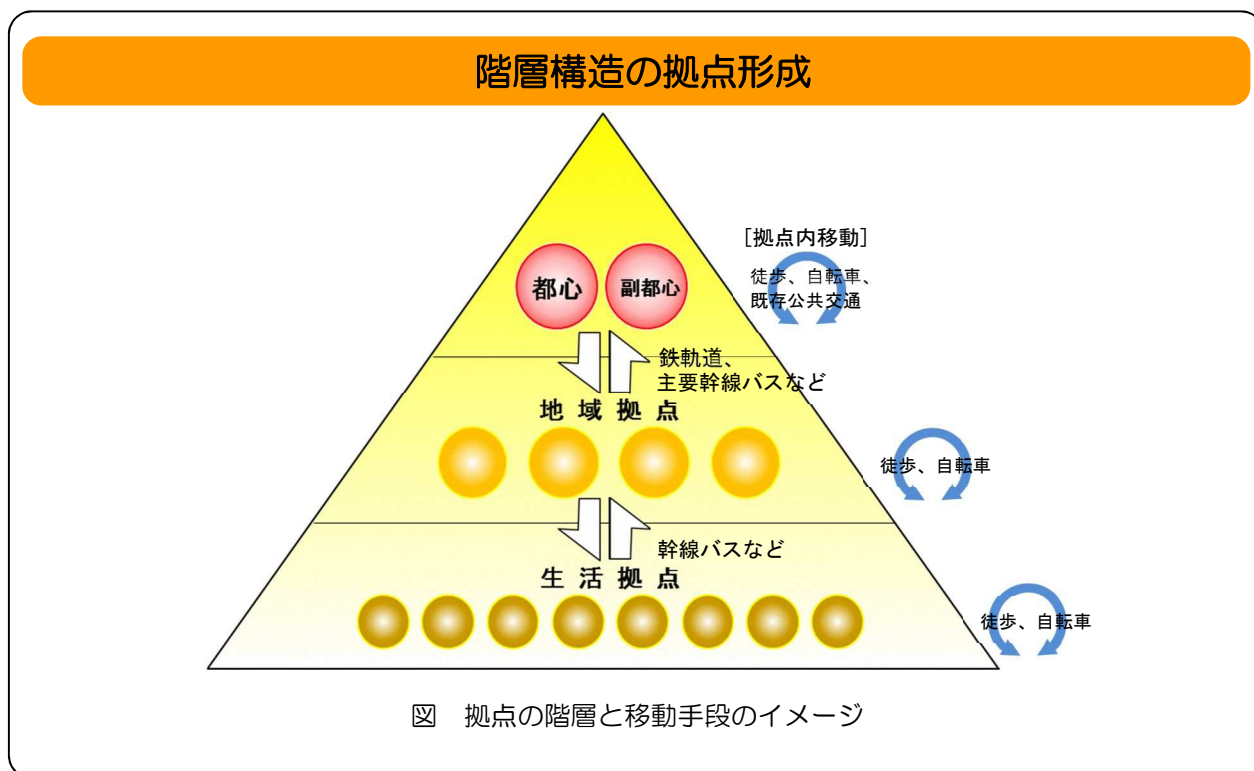 階層構造の拠点形成
[拠点内移動]
徒歩、自転車、
既存公共交通
都心
副都心
鉄軌道、
主要幹線バスなど
地域拠点
徒歩、自転車
幹線バスなど
生活拠点
徒歩、自転車
図 拠点の階層と移動手段のイメージ